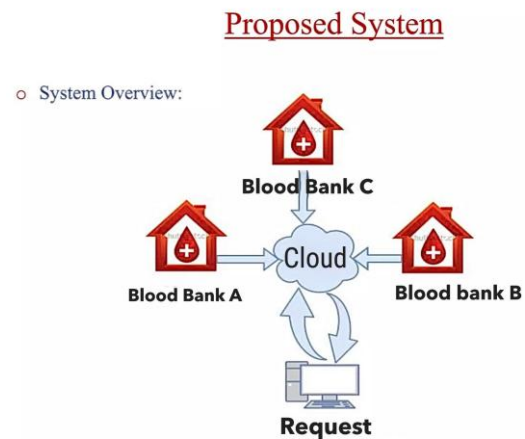 Proposed System
System Overview:
Blood Bank C
Cloud
Blood Bank A
Blood bank B
Request